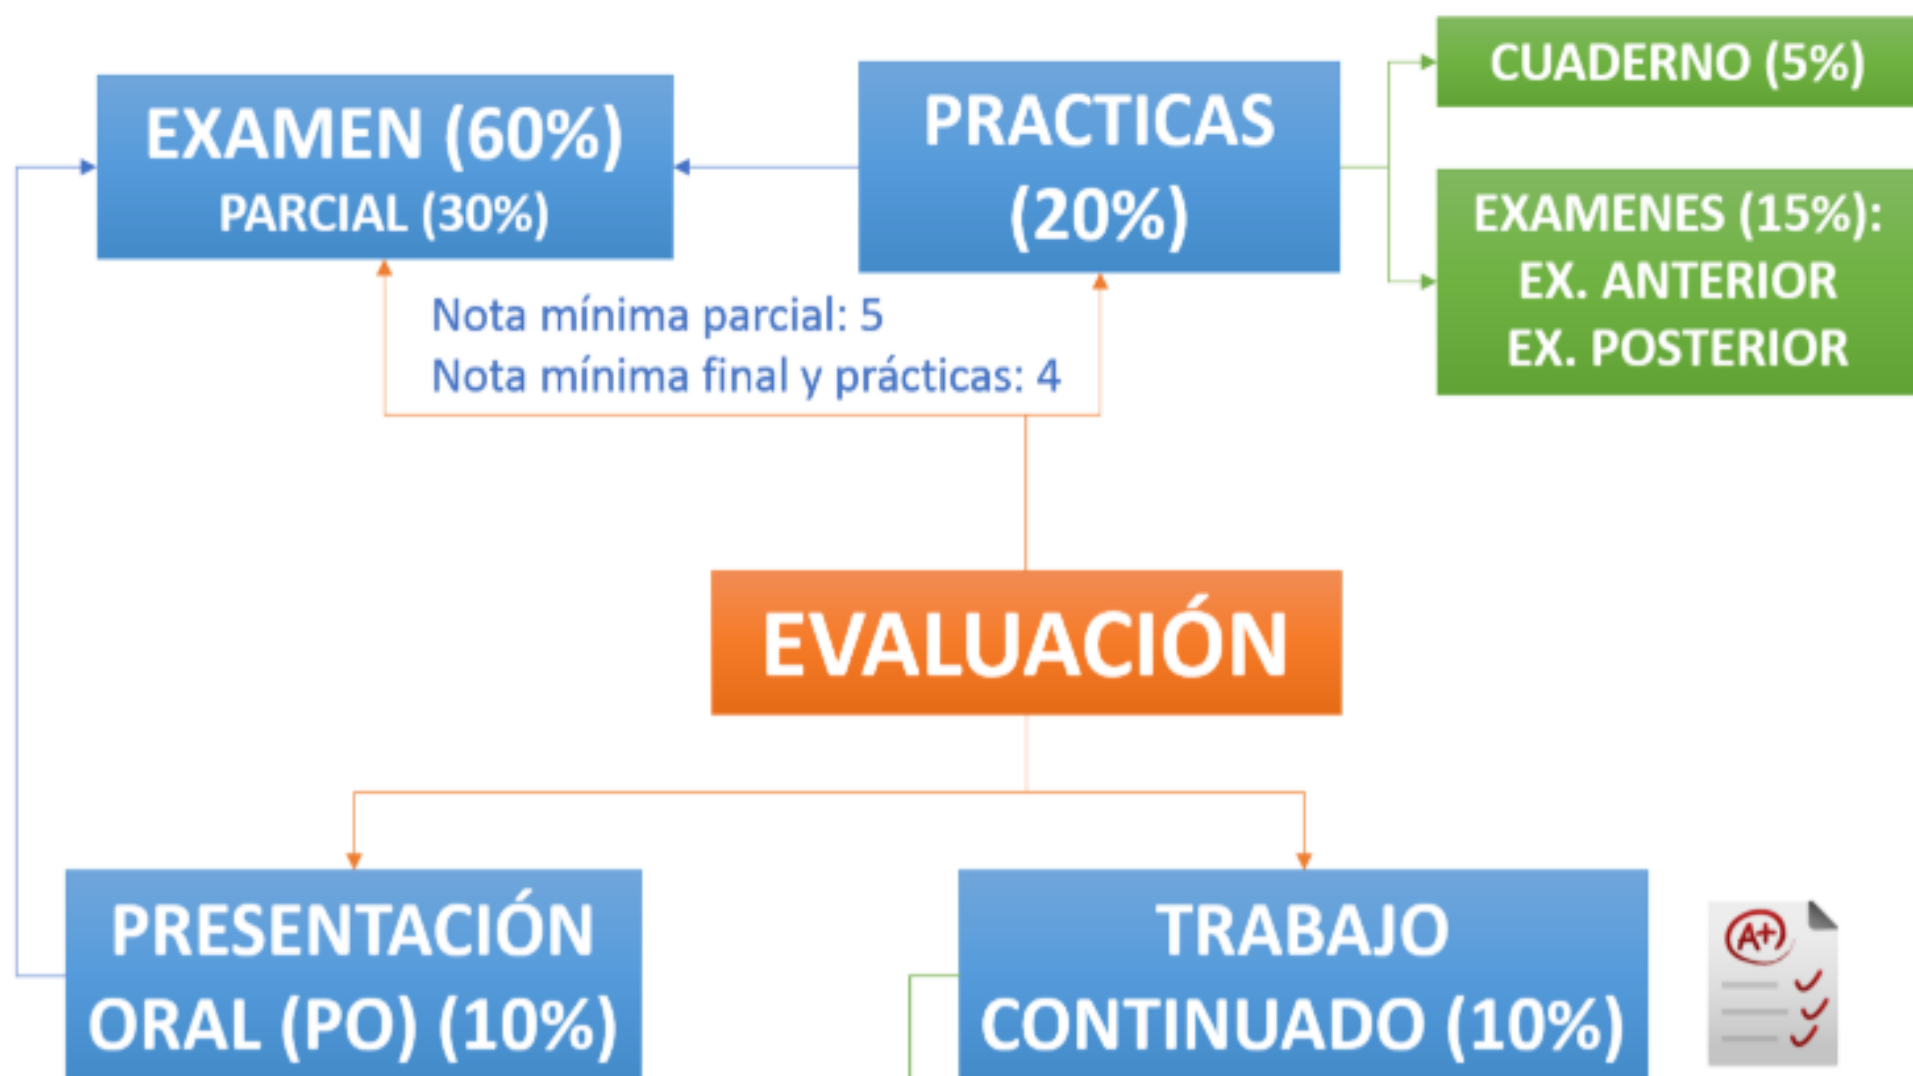 EXAMEN (60%)
PARCIAL (30%)
PRACTICAS
(20%)
CUADERNO (5%)
EXAMENES (15%):
EX. ANTERIOR
EX. POSTERIOR
Nota mínima parcial: 5
Nota mínima final y prácticas: 4
EVALUACIÓN
PRESENTACIÓN
ORAL (PO) (10%)
TRABAJO
CONTINUADO (10%)
A+